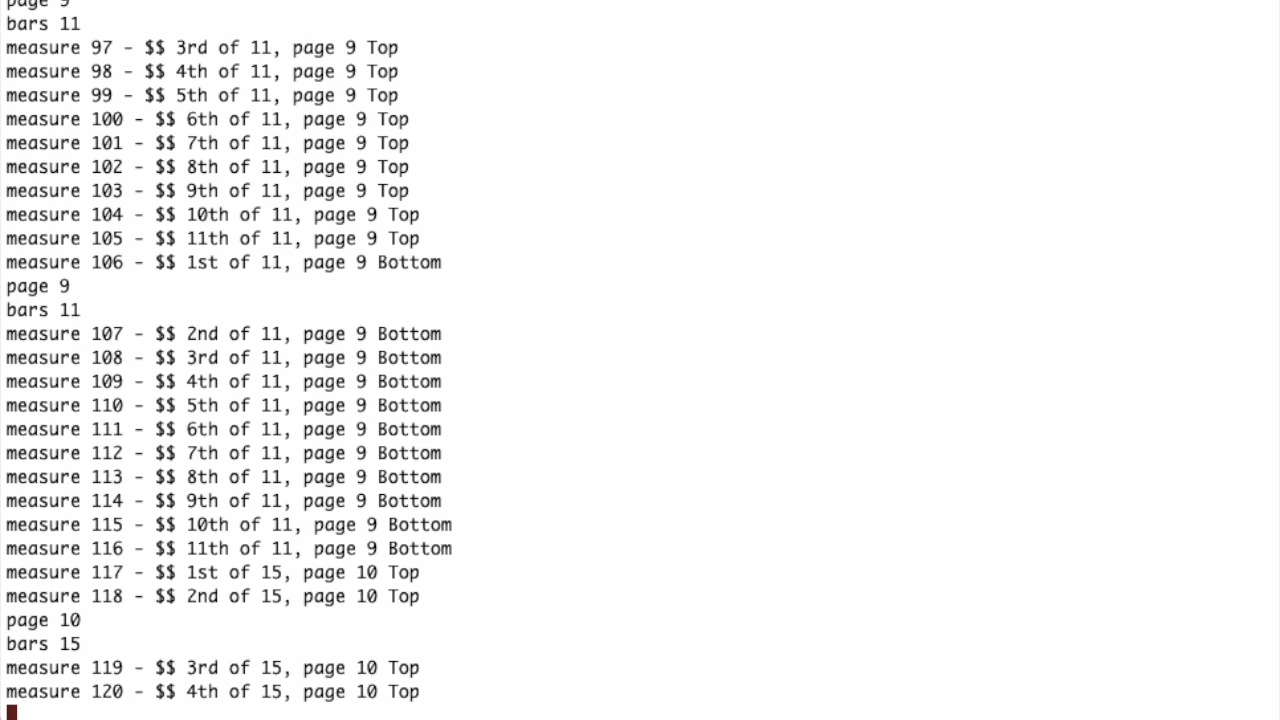 page 9
bars 11
measure 97 - $$ 3rd of 11, page 9 Top
measure 98 - $$ 4th of 11, page 9 Top
measure 99 - $$ 5th of 11, page 9 Top
measure 100 - $$ 6th of 11, page 9 Top
measure 101 - $$ 7th of 11, page 9 Top
measure 102 - $$ 8th of 11, page 9 Top
measure 103 - $$ 9th of 11, page 9 Top
measure 104 - $$ 10th of 11, page 9 Top
measure 105 - $$ 11th of 11, page 9 Top
measure 106 - $$ 1st of 11, page 9 Bottom
page 9
bars 11
measure 107 - $$ 2nd of 11, page 9 Bottom
measure 108 - $$ 3rd of 11, page 9 Bottom
measure 109 - $$ 4th of 11, page 9 Bottom
measure 110 - $$ 5th of 11, page 9 Bottom
measure 111 - $$ 6th of 11, page 9 Bottom
measure 112 - $$ 7th of 11, page 9 Bottom
measure 113 - $$ 8th of 11, page 9 Bottom
measure 114 - $$ 9th of 11, page 9 Bottom
measure 115 - $$ 10th of 11, page 9 Bottom
measure 116 - $$ 11th of 11, page 9 Bottom
measure 117 - $$ 1st of 15, page 10 Top
measure 118 - $$ 2nd of 15, page 10 Top
page 10
bars 15
measure 119 - $$ 3rd of 15, page 10 Top
measure 120 - $$ 4th of 15, page 10 Top